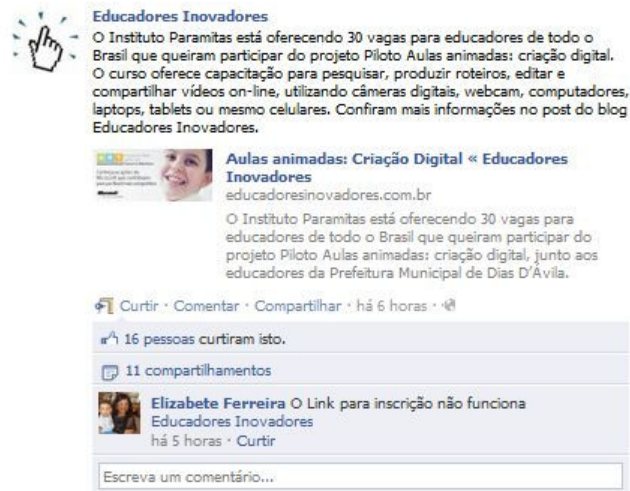 Educadores Inovadores
O Instituto Paramitas está oferecendo 30 vagas para educadores de todo o
Brasil que queiram participar do projeto Piloto Aulas animadas: criação digital.
O curso oferece capacitação para pesquisar, produzir roteiros, editar e
compartilhar vídeos on-line, utilizando câmeras digitais, webcam, computadores,
laptops, tablets ou mesmo celulares. Confiram mais informações no post do blog
Educadores Inovadores.
Aulas animadas: Criação Digital « Educadores
Inovadores
educadoresinovadores.com.br
O Instituto Paramitas está oferecendo 30 vagas para
educadores de todo o Brasil que queiram participar do
projeto Piloto Aulas animadas: criação digital, junto aos
educadores da Prefeitura Municipal de Dias D'Ávila.
Curtir · Comentar · Compartilhar · há 6 horas ·
16 pessoas curtiram isto.
11 compartilhamentos
Elizabete Ferreira O Link para inscrição não funciona
Educadores Inovadores
há 5 horas · Curtir
Escreva um comentário...